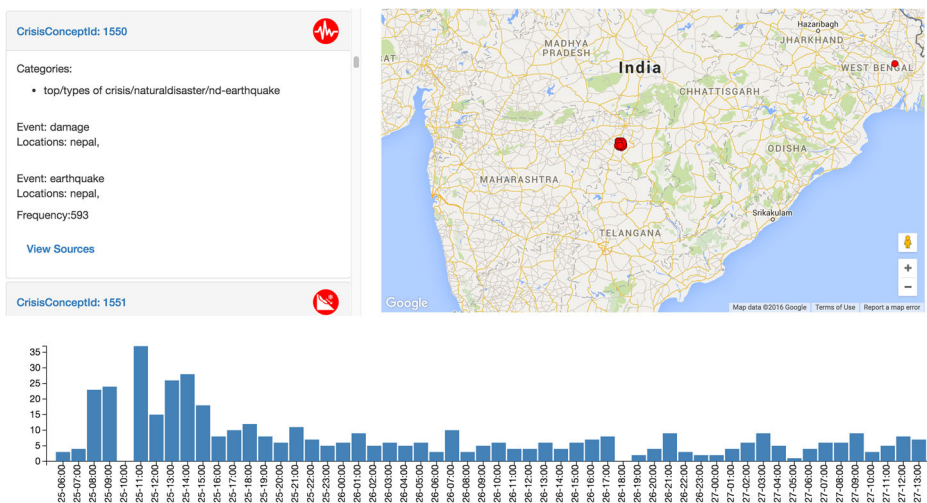 CrisisConceptId: 1550
Categories:
• top/types of crisis/naturaldisaster/nd-earthquake
Event: damage
Locations: nepal,
Event: earthquake
Locations: nepal,
Frequency:593
View Sources
CrisisConceptId: 1551
Hazaribagh
JHARKHAND
MADHYA
PRADESH
WEST BENGAL
AT
India
CHHATTISGARH
ODISHA
MAHARASHTRA
Srikakulam
TELANGANA
+
−
Google
Map data ©2016 Google
Terms of Use
Report a map error
35
30
25
20
15
10
5
0
25-06:00
25-07:00
25-08:00
25-09:00
25-10:00
25-11:00
25-12:00
25-13:00
25-14:00
25-15:00
25-16:00
25-17:00
25-18:00
25-19:00
25-20:00
25-21:00
25-22:00
25-23:00
26-00:00
26-01:00
26-02:00
26-03:00
26-04:00
26-05:00
26-06:00
26-07:00
26-08:00
26-09:00
26-10:00
26-11:00
26-12:00
26-13:00
26-14:00
26-15:00
26-16:00
26-17:00
26-18:00
26-19:00
26-20:00
26-21:00
26-22:00
26-23:00
27-00:00
27-01:00
27-02:00
27-03:00
27-04:00
27-05:00
27-06:00
27-07:00
27-08:00
27-09:00
27-10:00
27-11:00
27-12:00
27-13:00